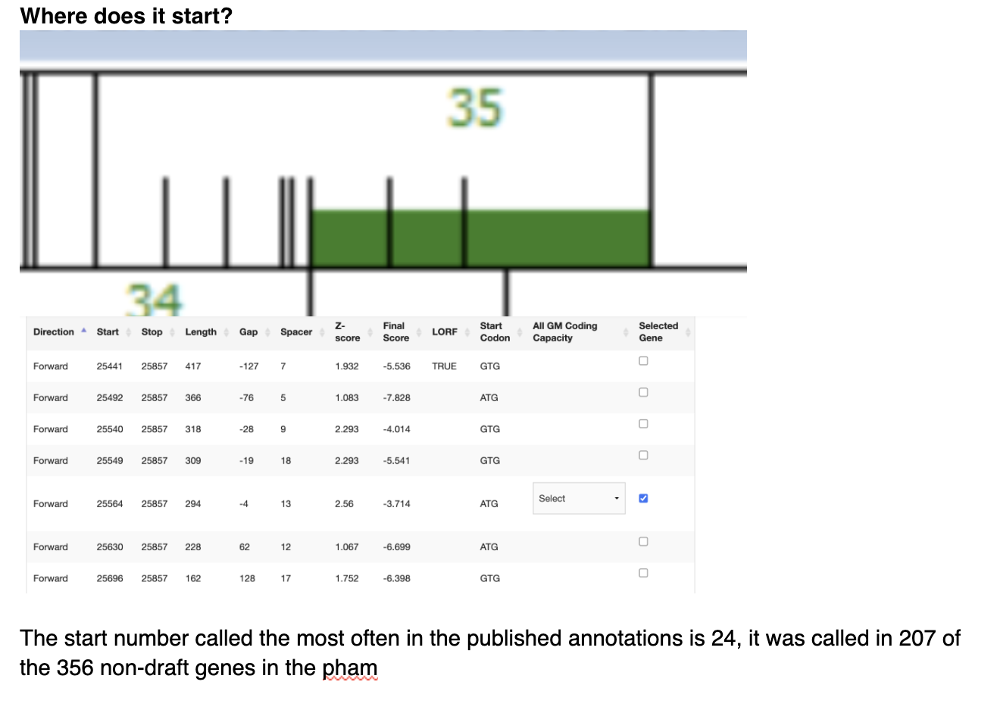 Where does it start?
35
34
Direction Start Stop Length Gap Spacer Z-score Final Score LORF Start Codon All GM Coding Capacity Selected Gene
Forward 25441 25857 417 -127 7 1.932 -5.536 TRUE GTG
Forward 25492 25857 366 -76 5 1.083 -7.828 ATG
Forward 25540 25857 318 -28 9 2.293 -4.014 GTG
Forward 25549 25857 309 -19 18 2.293 -5.541 GTG
Forward 25564 25857 294 -4 13 2.56 -3.714 ATG Select
Forward 25630 25857 228 62 12 1.067 -6.699 ATG
Forward 25696 25857 162 128 17 1.752 -6.398 GTG
The start number called the most often in the published annotations is 24, it was called in 207 of
the 356 non-draft genes in the pham